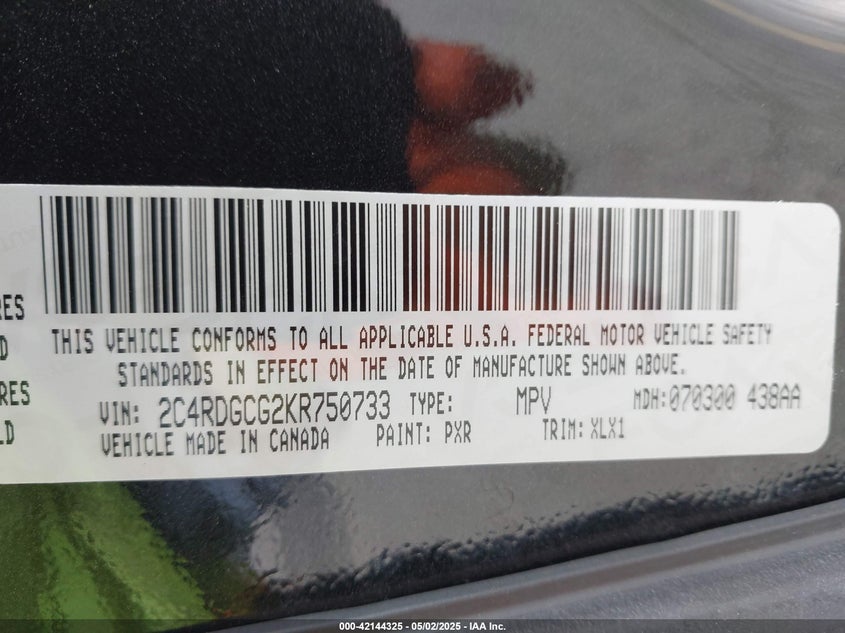 THIS VEHICLE CONFORMS TO ALL APPLICABLE U.S.A. FEDERAL MOTOR VEHICLE SAFETY
STANDARDS IN EFFECT ON THE DATE OF MANUFACTURE SHOWN ABOVE.
VIN: 2C4RDGCG2KR750733 TYPE: MPV MDH:070300 438AA
VEHICLE MADE IN CANADA PAINT: PXR TRIM: XLX1
RES
D
RES
LD
000-42144325 | 05/02/2025 | IAA Inc.